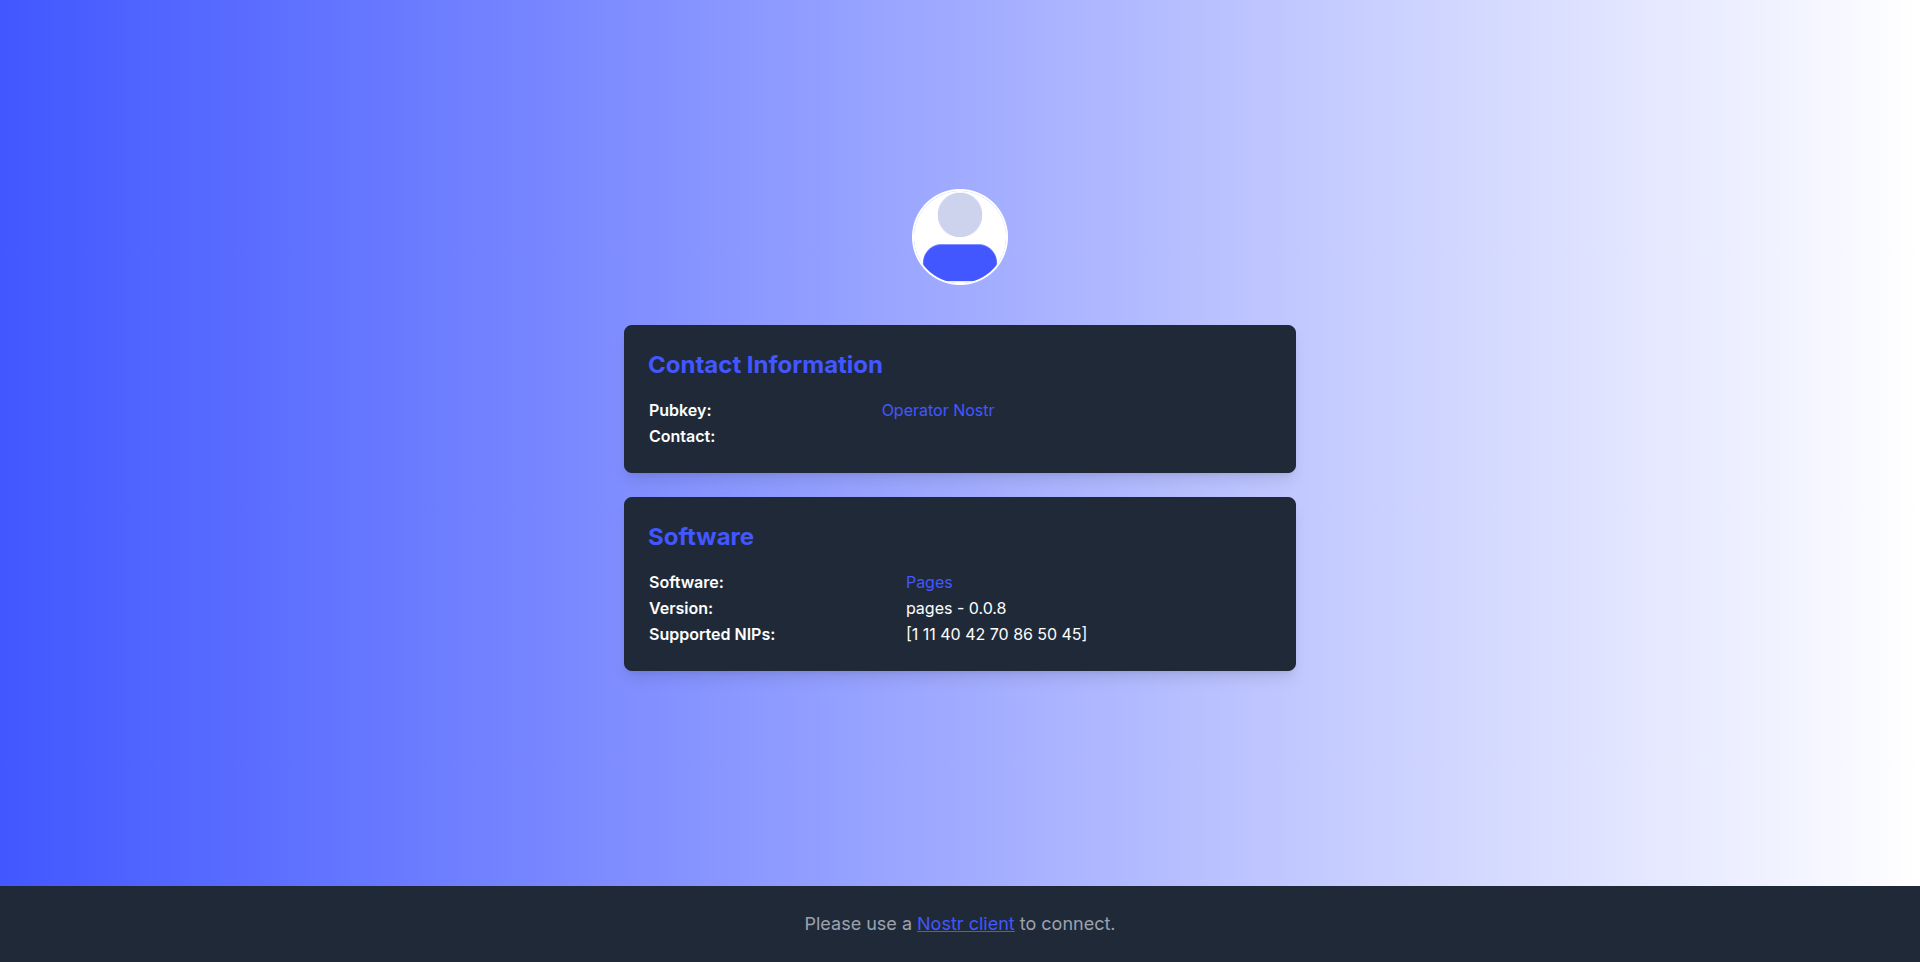 Contact Information
Pubkey: Operator Nostr
Contact:
Software
Software: Pages
Version: pages - 0.0.8
Supported NIPs: [1 11 40 42 70 86 50 45]
Please use a Nostr client to connect.